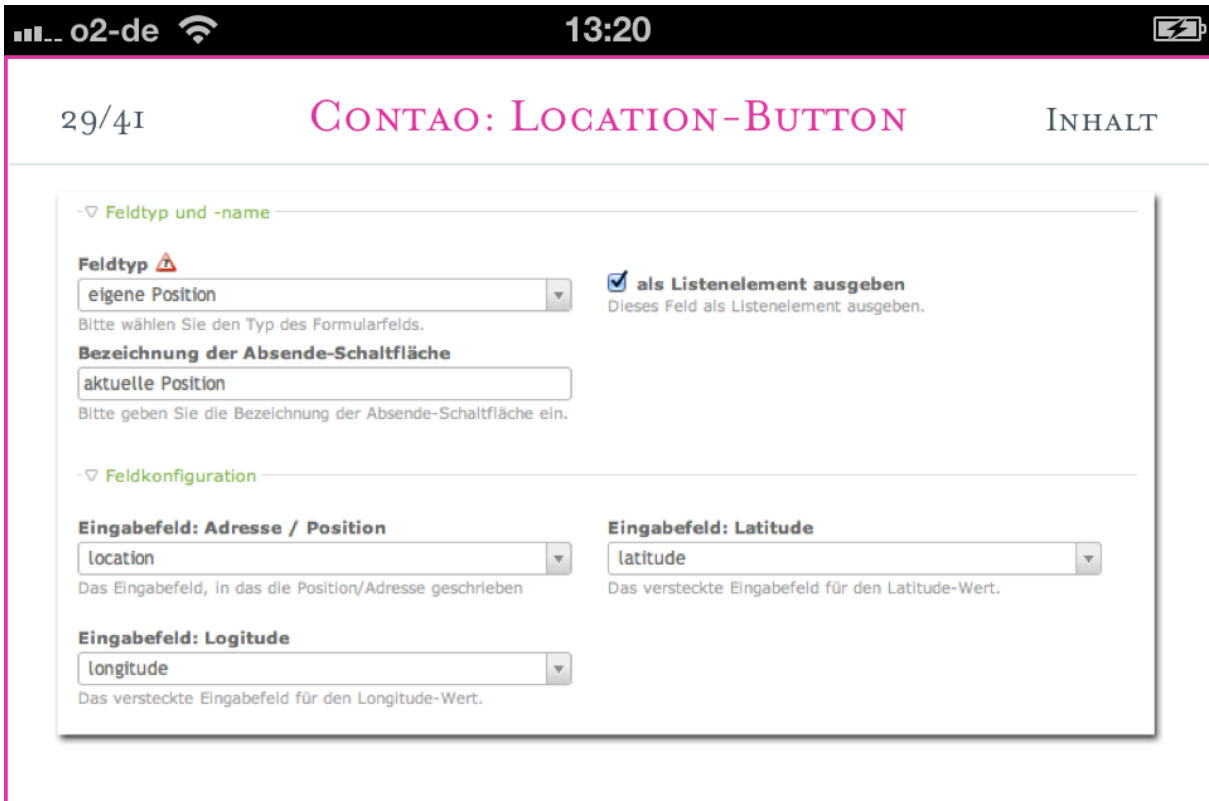 o2-de 13:20
29/41 Contao: Location-Button Inhalt
Feldtyp und -name
Feldtyp
eigene Position
Bitte wählen Sie den Typ des Formularfelds.
als Listenelement ausgeben
Dieses Feld als Listenelement ausgeben.
Bezeichnung der Absende-Schaltfläche
aktuelle Position
Bitte geben Sie die Bezeichnung der Absende-Schaltfläche ein.
Feldkonfiguration
Eingabefeld: Adresse / Position
location
Das Eingabefeld, in das die Position/Adresse geschrieben
Eingabefeld: Latitude
latitude
Das versteckte Eingabefeld für den Latitude-Wert.
Eingabefeld: Logitude
longitude
Das versteckte Eingabefeld für den Longitude-Wert.